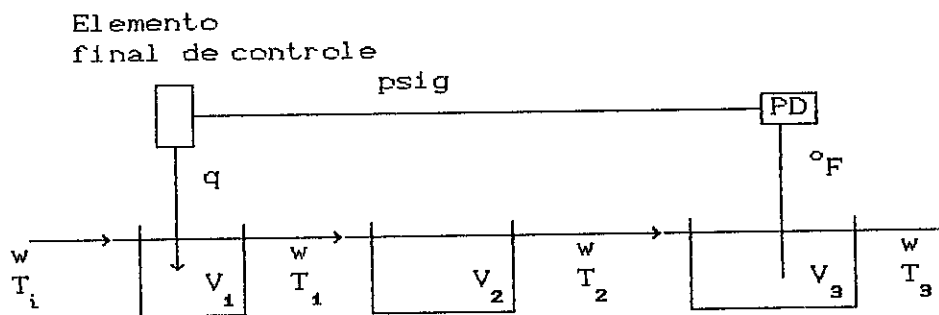 Elemento
final de controle
psig
PD
°F
q
w
T_i
V_1
w
T_1
V_2
w
T_2
V_3
w
T_3